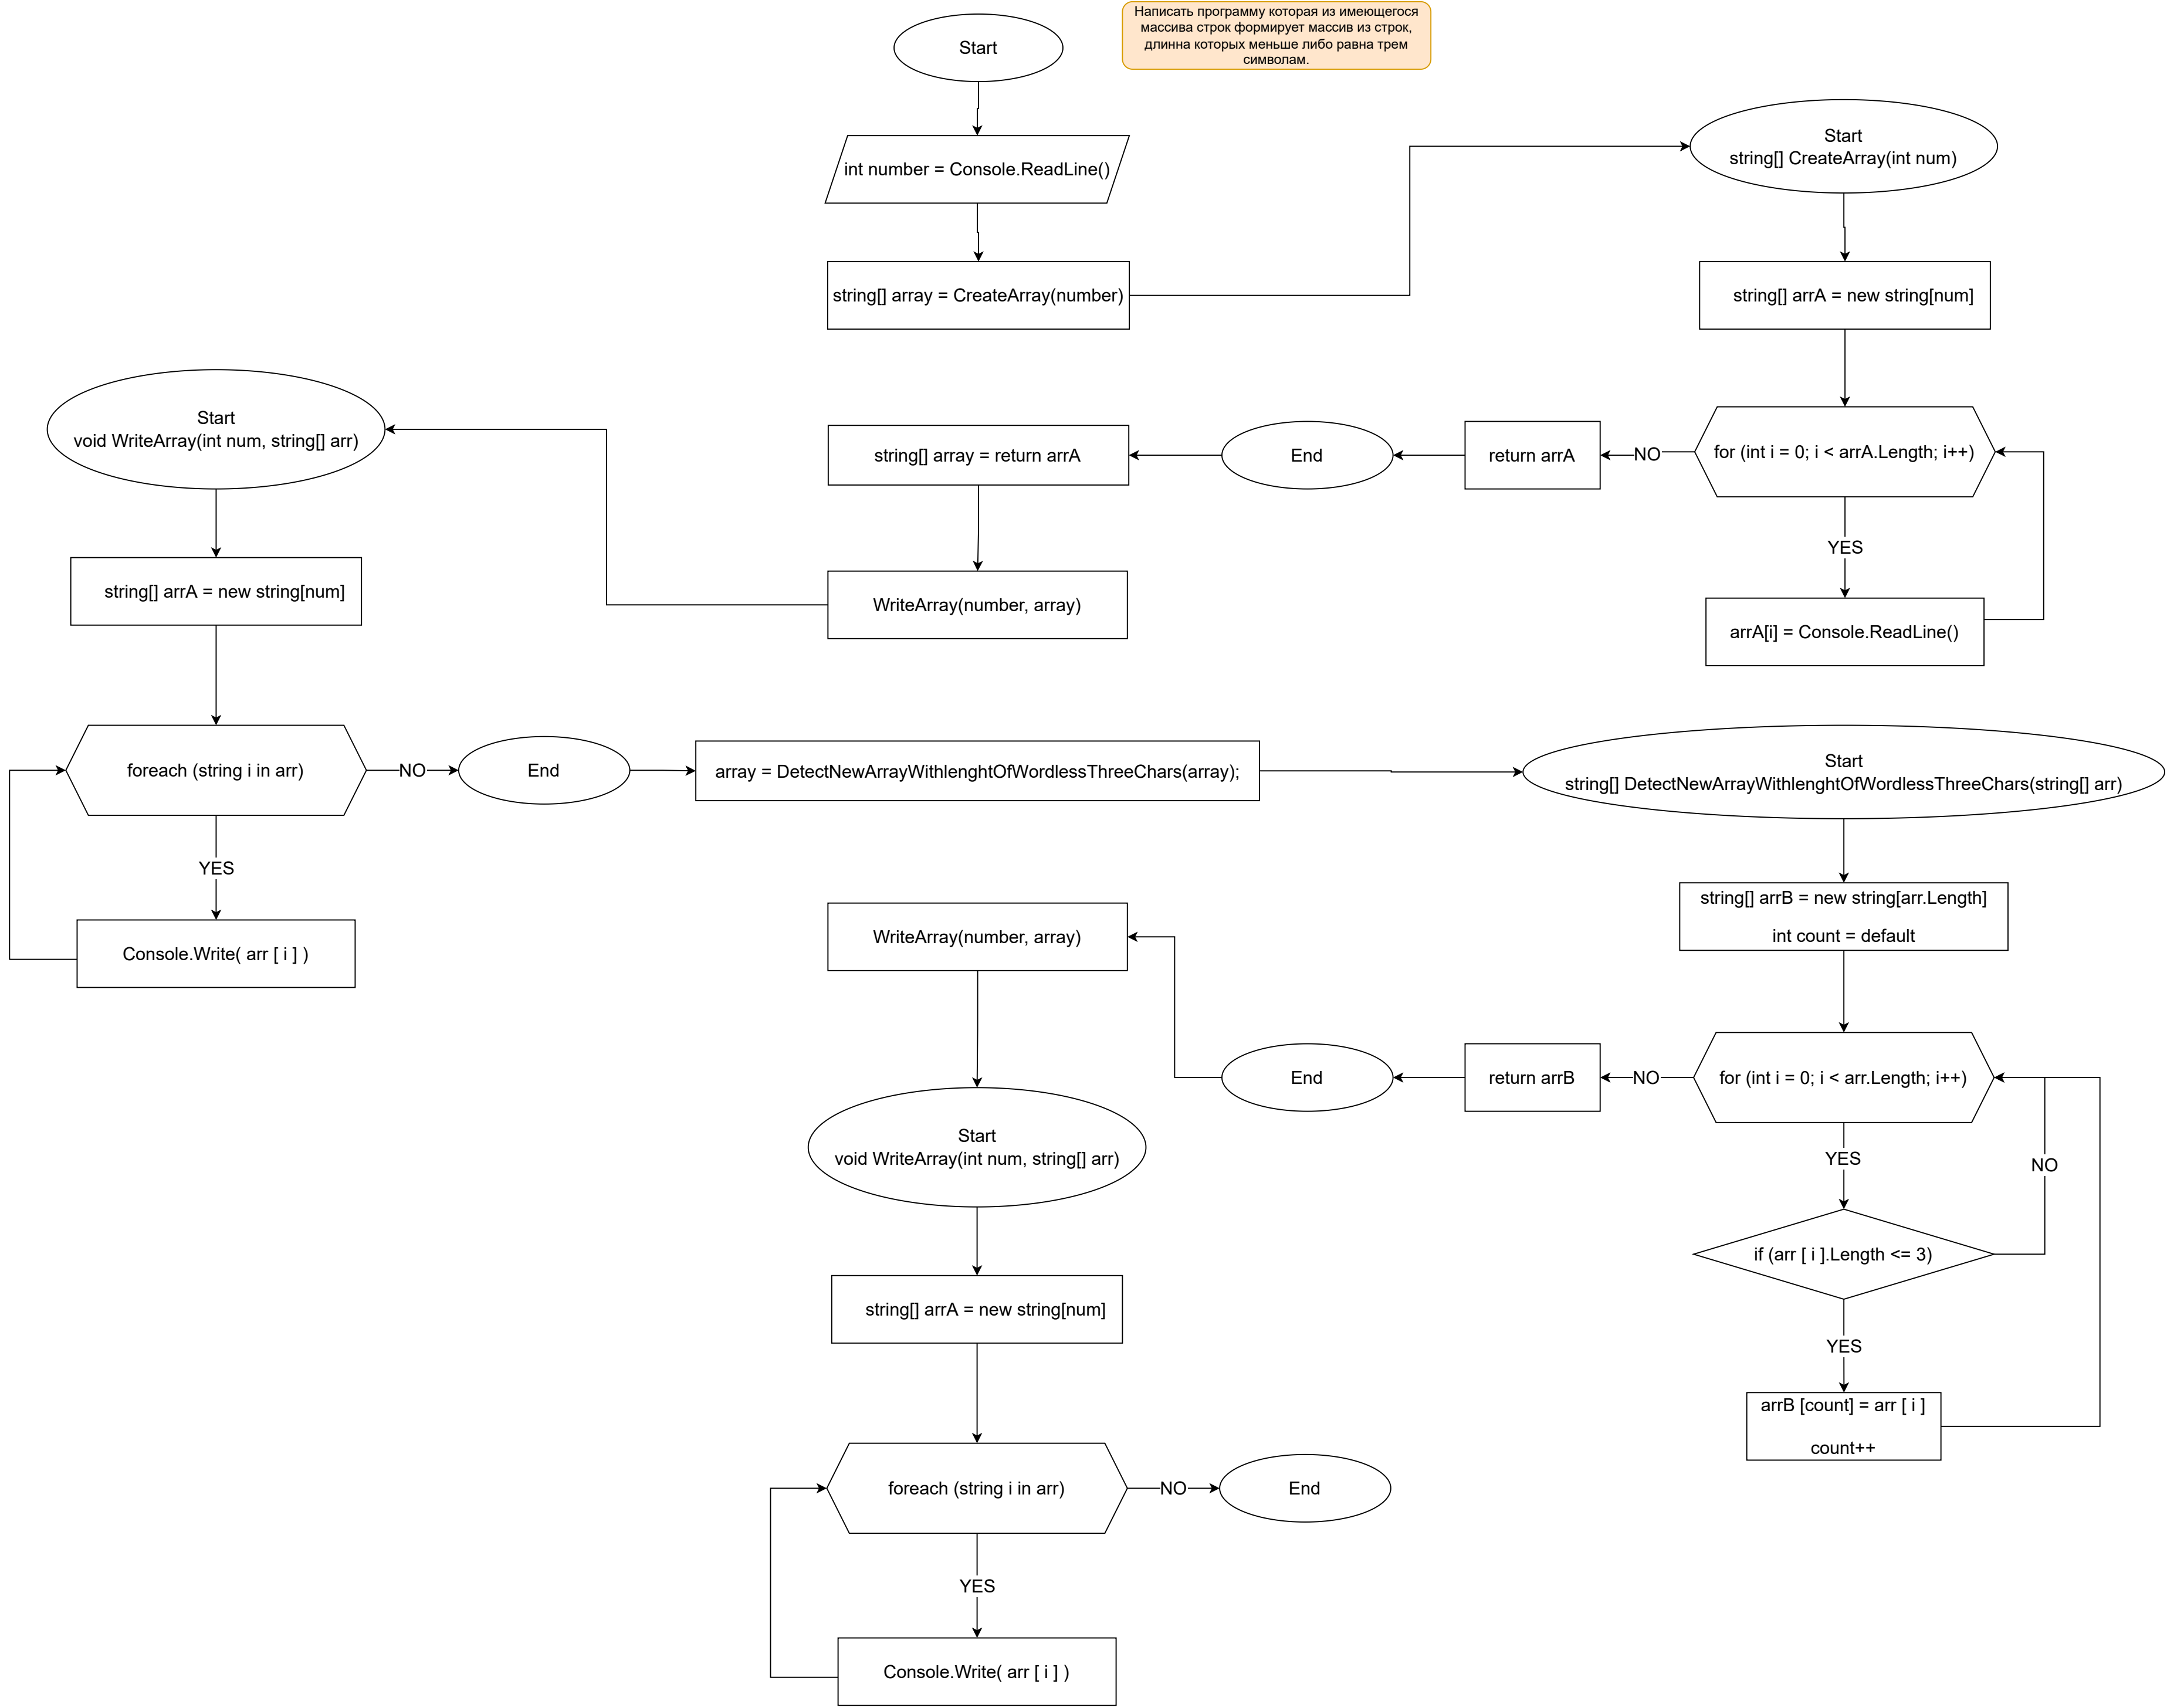 Написать программу которая из имеющегося
массива строк формирует массив из строк,
длинна которых меньше либо равна трем
символам.
Start
int number = Console.ReadLine()
string[] array = CreateArray(number)
Start
string[] CreateArray(int num)
string[] arrA = new string[num]
for (int i = 0; i < arrA.Length; i++)
YES
arrA[i] = Console.ReadLine()
NO
return arrA
End
string[] array = return arrA
WriteArray(number, array)
Start
void WriteArray(int num, string[] arr)
string[] arrA = new string[num]
foreach (string i in arr)
YES
Console.Write( arr [ i ] )
NO
End
array = DetectNewArrayWithlenghtOfWordlessThreeChars(array);
Start
string[] DetectNewArrayWithlenghtOfWordlessThreeChars(string[] arr)
string[] arrB = new string[arr.Length]
int count = default
for (int i = 0; i < arr.Length; i++)
YES
NO
if (arr [ i ].Length <= 3)
YES
arrB [count] = arr [ i ]
count++
NO
return arrB
End
WriteArray(number, array)
Start
void WriteArray(int num, string[] arr)
string[] arrA = new string[num]
foreach (string i in arr)
NO
End
YES
Console.Write( arr [ i ] )